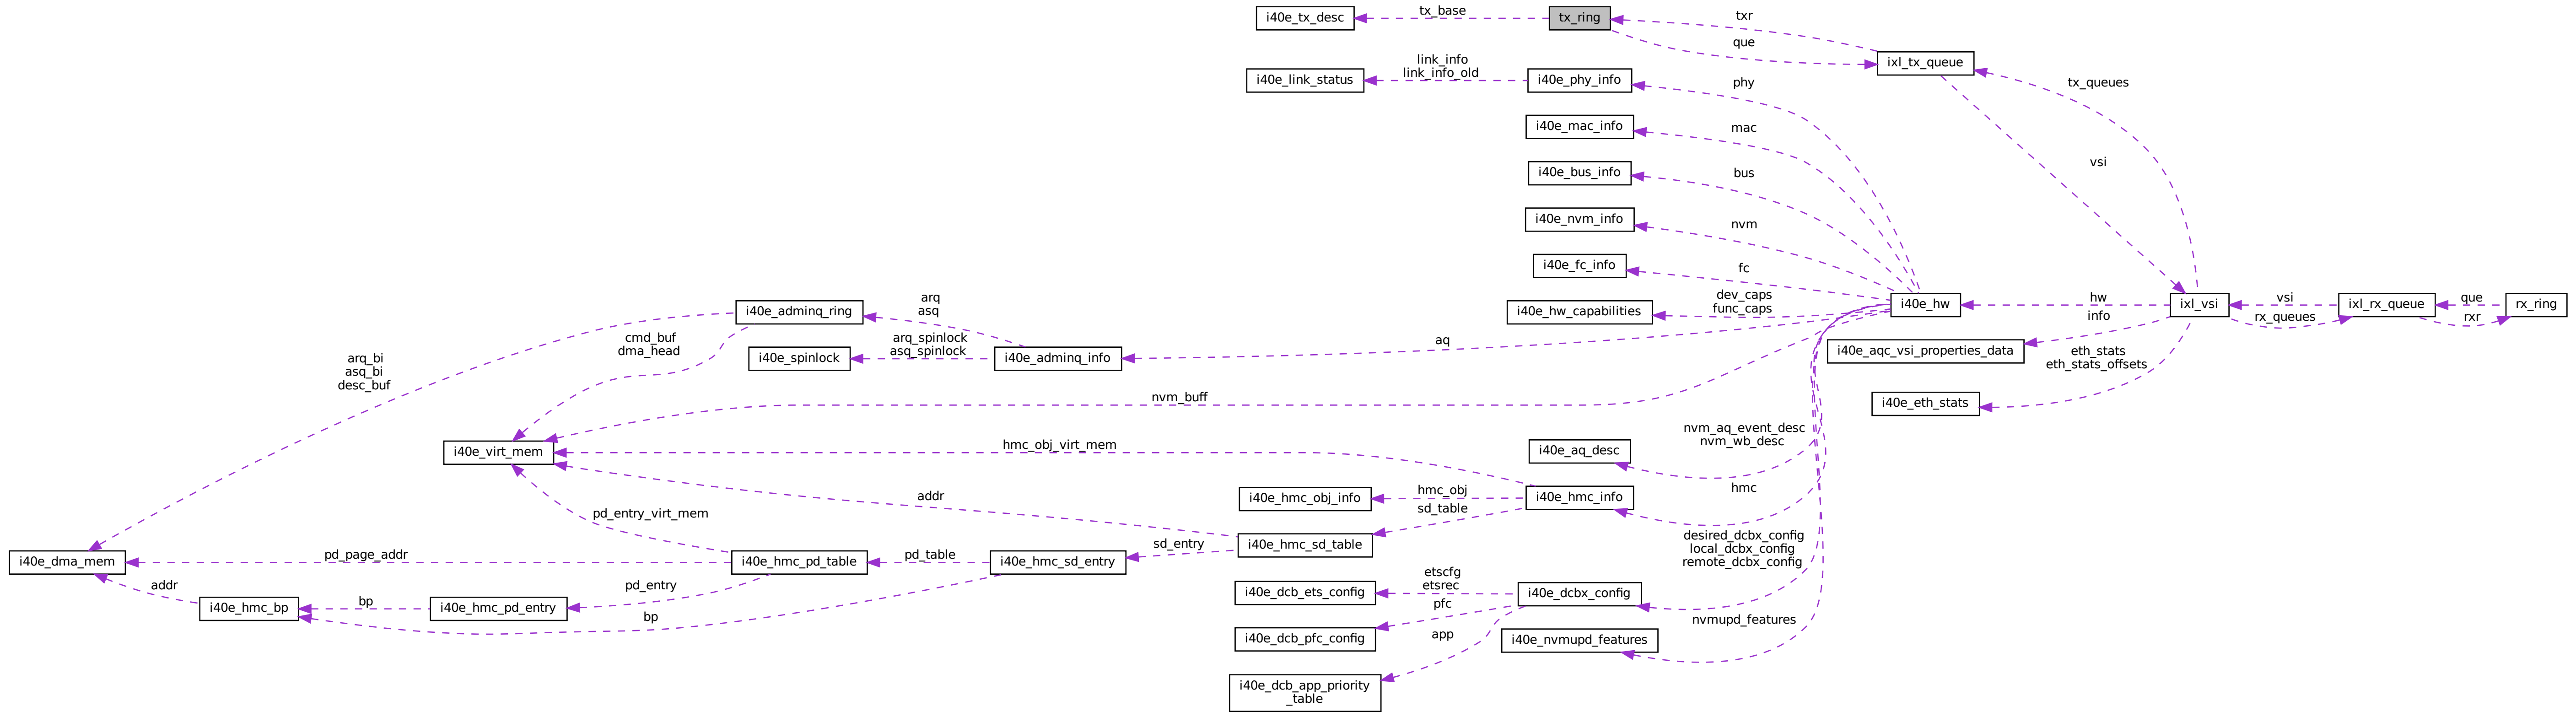 i40e_tx_desc
tx_base
tx_ring
txr
que
ixl_tx_queue
i40e_link_status
link_info
link_info_old
i40e_phy_info
phy
tx_queues
i40e_mac_info
mac
i40e_bus_info
bus
vsi
i40e_nvm_info
nvm
i40e_fc_info
fc
i40e_hw_capabilities
dev_caps
func_caps
i40e_hw
hw
info
ixl_vsi
vsi
rx_queues
ixl_rx_queue
que
rxr
rx_ring
i40e_adminq_ring
arq
asq
i40e_spinlock
arq_spinlock
asq_spinlock
i40e_adminq_info
aq
i40e_aqc_vsi_properties_data
eth_stats
eth_stats_offsets
i40e_eth_stats
cmd_buf
dma_head
arq_bi
asq_bi
desc_buf
nvm_buff
i40e_virt_mem
hmc_obj_virt_mem
i40e_aq_desc
nvm_aq_event_desc
nvm_wb_desc
addr
i40e_hmc_obj_info
hmc_obj
sd_table
i40e_hmc_info
hmc
pd_entry_virt_mem
i40e_dma_mem
pd_page_addr
i40e_hmc_pd_table
pd_table
i40e_hmc_sd_entry
sd_entry
i40e_hmc_sd_table
desired_dcbx_config
local_dcbx_config
remote_dcbx_config
addr
i40e_hmc_bp
bp
i40e_hmc_pd_entry
pd_entry
bp
i40e_dcb_ets_config
etscfg
etsrec
i40e_dcbx_config
pfc
i40e_dcb_pfc_config
app
i40e_nvmupd_features
nvmupd_features
i40e_dcb_app_priority
_table